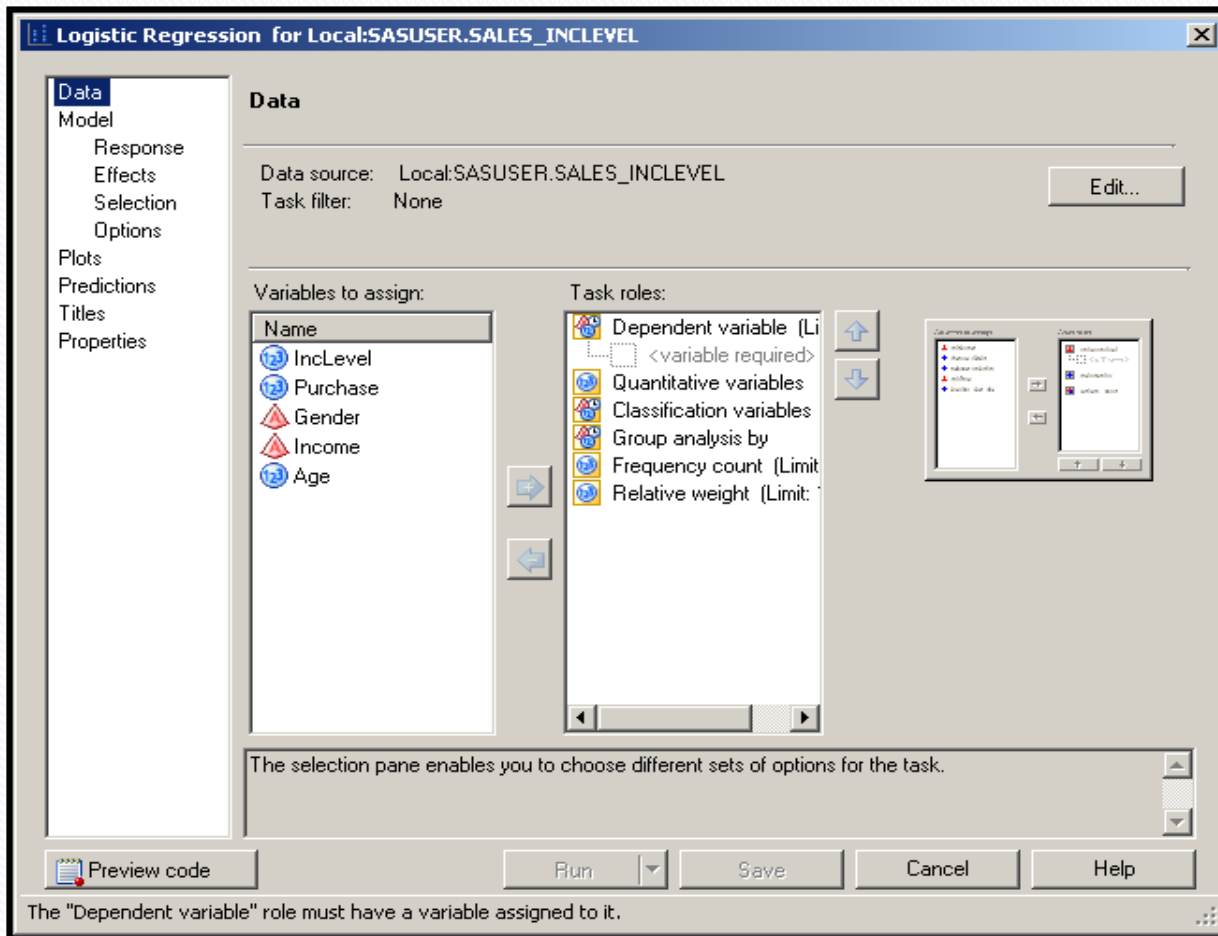 Logistic Regression for Local:SASUSER.SALES_INCLEVEL
Data
Model
Response
Effects
Selection
Options
Plots
Predictions
Titles
Properties
Data
Data source: Local:SASUSER.SALES_INCLEVEL
Task filter: None
Edit...
Variables to assign:
Name
IncLevel
Purchase
Gender
Income
Age
Task roles:
Dependent variable (Li
<variable required>
Quantitative variables
Classification variables
Group analysis by
Frequency count (Limit
Relative weight (Limit:
The selection pane enables you to choose different sets of options for the task.
Preview code
Run
Save
Cancel
Help
The "Dependent variable" role must have a variable assigned to it.